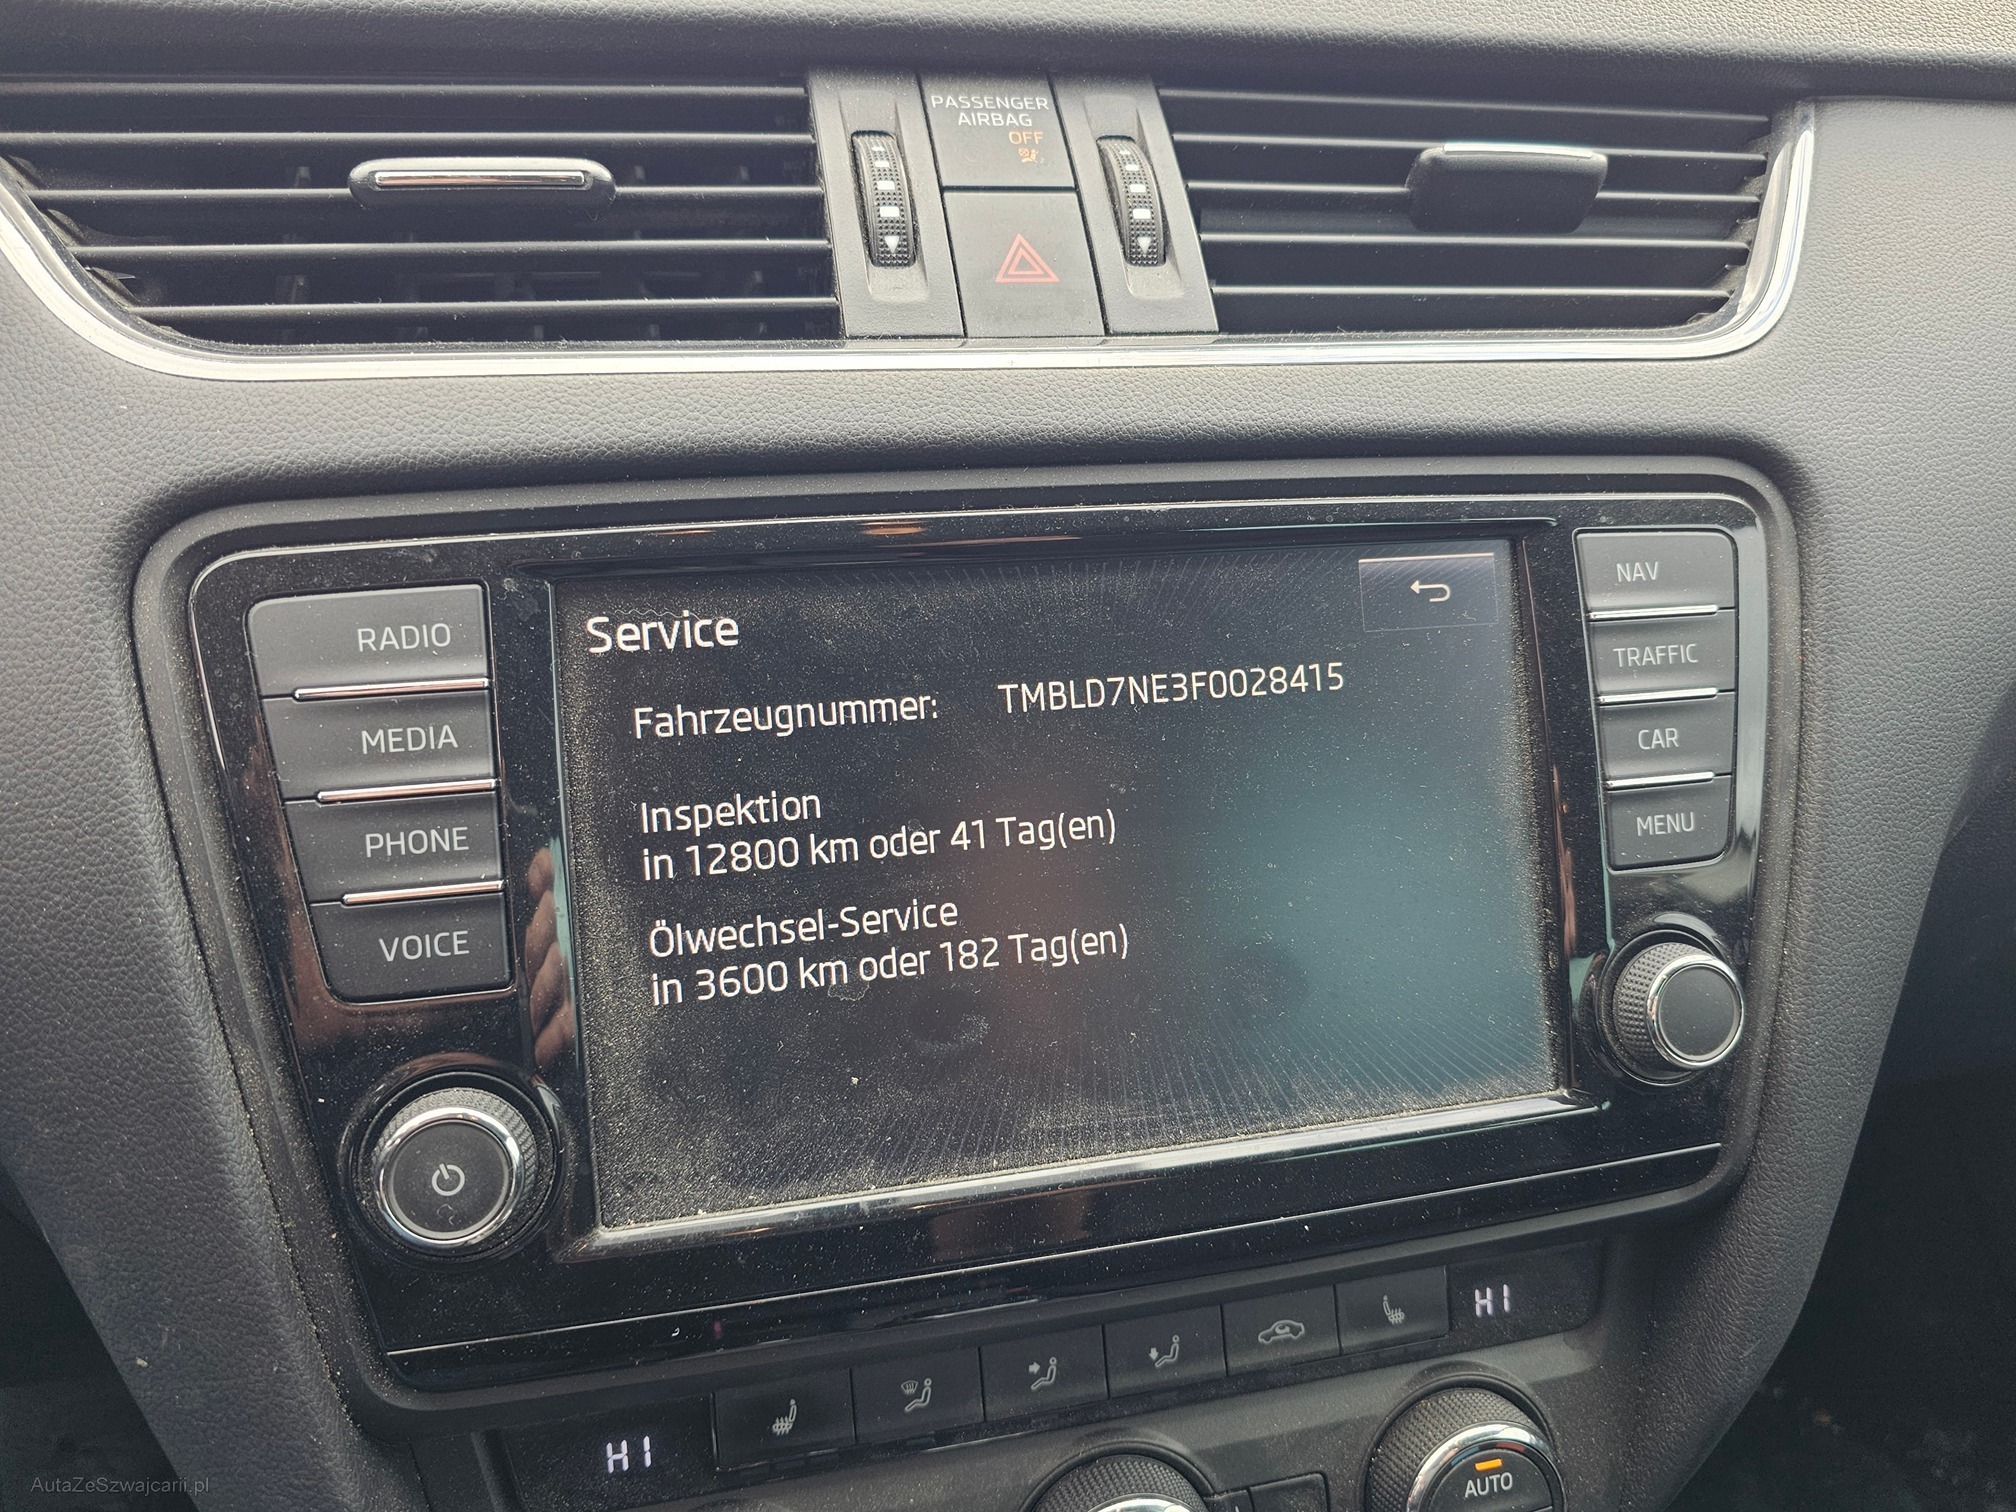 PASSENGER
AIRBAG
OFF
RADIO
MEDIA
PHONE
VOICE
Service
Fahrzeugnummer: TMBLD7NE3F0028415
Inspektion
in 12800 km oder 41 Tag(en)
Ölwechsel-Service
in 3600 km oder 182 Tag(en)
NAV
TRAFFIC
CAR
MENU
HI
HI
AUTO
AutaZeSzwajcarii.pl